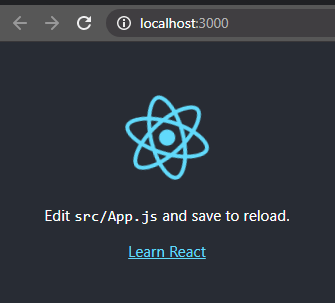 localhost:3000
Edit src/App.js and save to reload.
Learn React